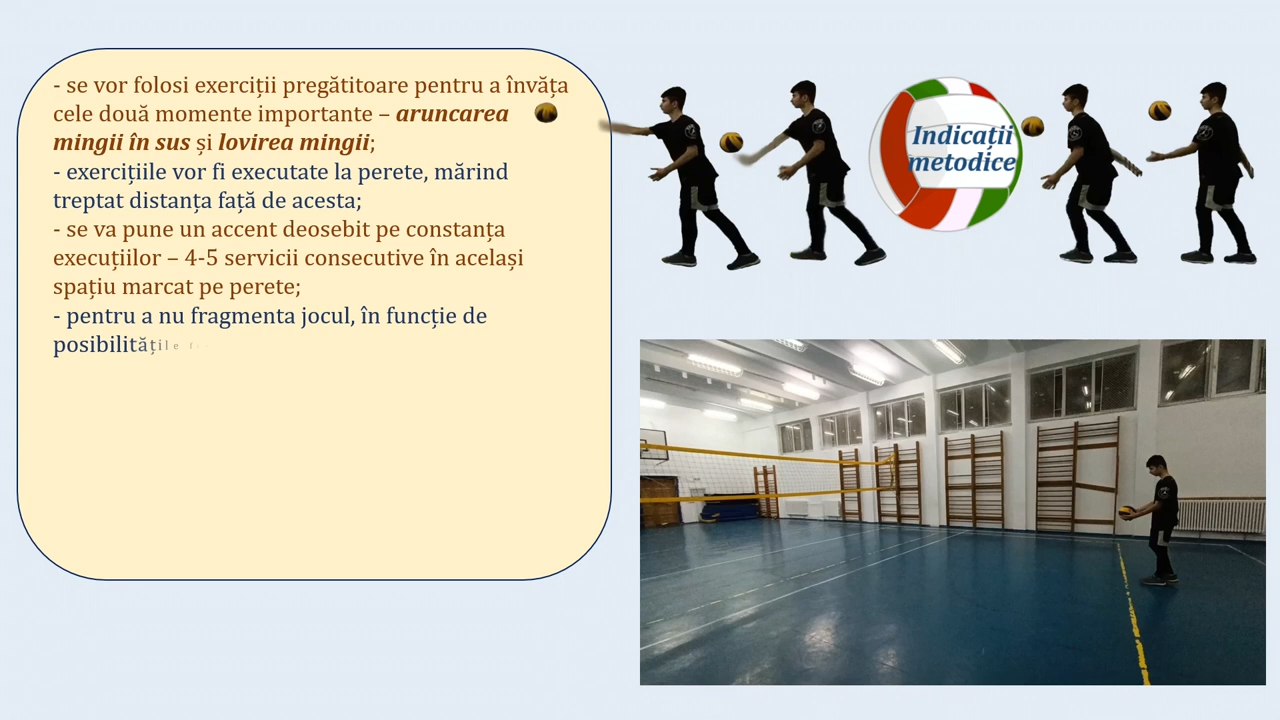 - se vor folosi exerciții pregătitoare pentru a învăța
cele două momente importante – aruncarea
mingii în sus și lovirea mingii;
- exercițiile vor fi executate la perete, mărind
treptat distanța față de acesta;
- se va pune un accent deosebit pe constanța
execuțiilor – 4-5 servicii consecutive în același
spațiu marcat pe perete;
- pentru a nu fragmenta jocul, în funcție de
posibilitățile
Indicații
metodice